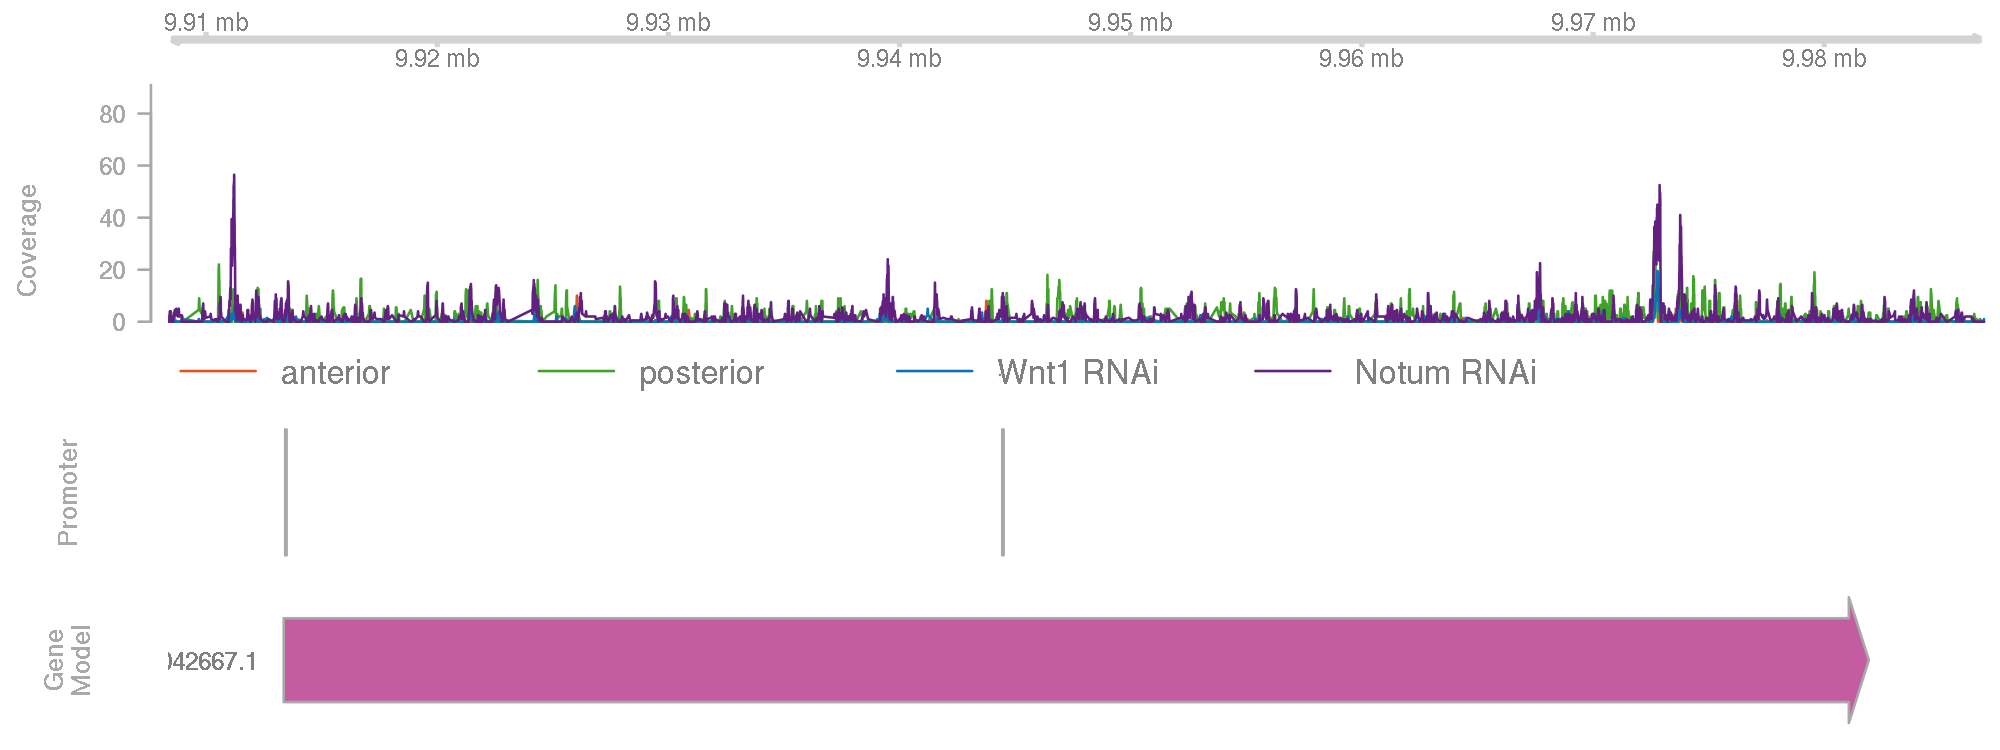 9.91 mb 9.93 mb 9.95 mb 9.97 mb
9.92 mb 9.94 mb 9.96 mb 9.98 mb
Coverage
80
60
40
20
0
anterior posterior Wnt1 RNAi Notum RNAi
Promoter
Gene
Model
42667.1